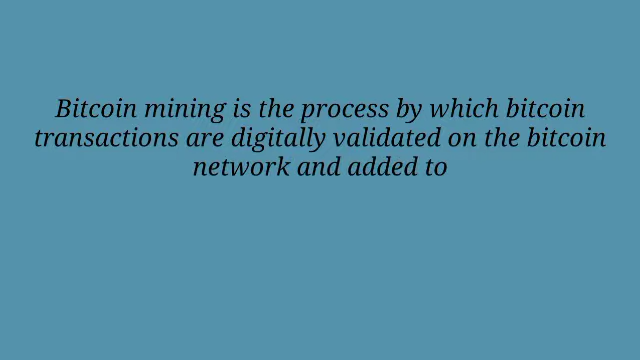 Bitcoin mining is the process by which bitcoin
transactions are digitally validated on the bitcoin
network and added to